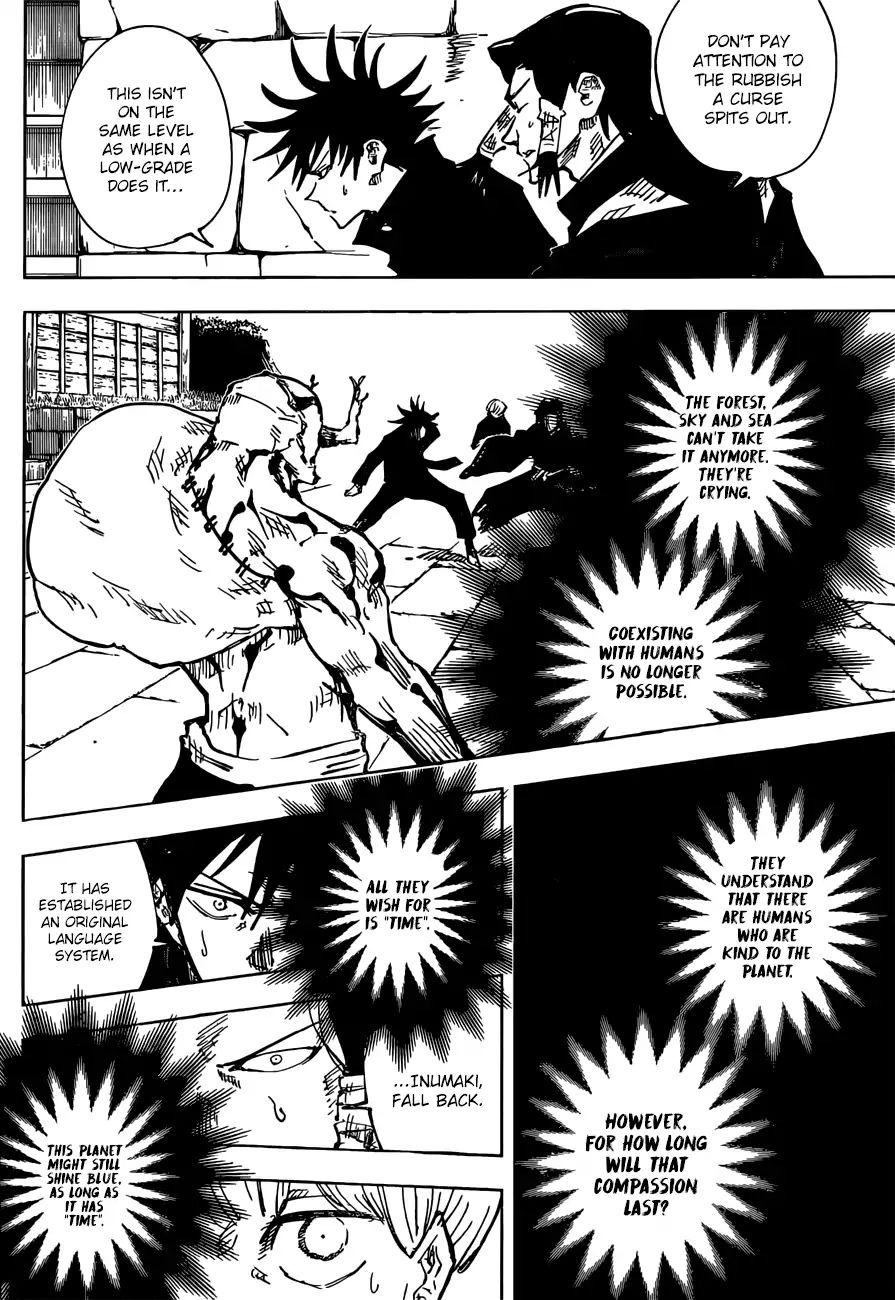 DON'T PAY
ATTENTION
TO THE RUBBISH
A CURSE
SPITS OUT.
THIS ISN'T
ON THE
SAME LEVEL
AS WHEN A
LOW-GRADE
DOES IT...
THE FOREST,
SKY AND SEA
CAN'T TAKE
IT ANYMORE.
THEY'RE
CRYING.
COEXISTING
WITH HUMANS
IS NO LONGER
POSSIBLE.
THEY
UNDERSTAND
THAT THERE
ARE HUMANS
WHO ARE
KIND TO THE
PLANET.
HOWEVER,
FOR HOW LONG
WILL THAT
COMPASSION
LAST?
ALL THEY
WISH FOR
IS "TIME".
IT HAS
ESTABLISHED
AN ORIGINAL
LANGUAGE
SYSTEM.
...INUMAKI,
FALL BACK.
THIS PLANET
MIGHT STILL
SHINE BLUE,
AS LONG AS
IT HAS
"TIME".